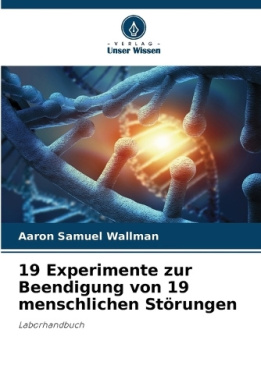 - VERLAG -
Unser Wissen
Aaron Samuel Wallman
19 Experimente zur
Beendigung von 19
menschlichen Störungen
Laborhandbuch